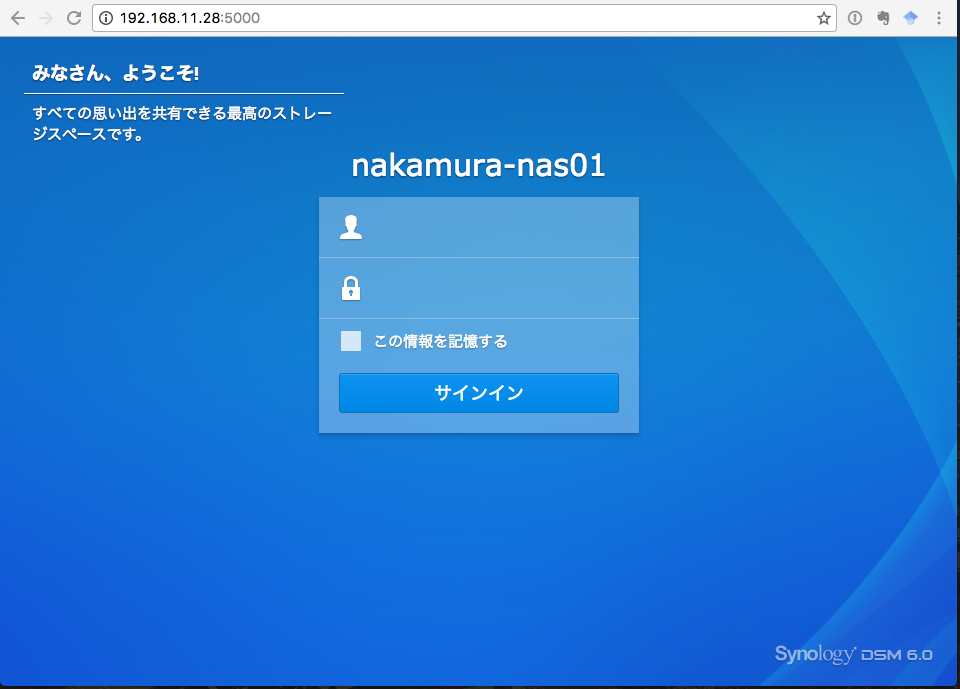 192.168.11.28:5000
みなさん、ようこそ!
すべての思い出を共有できる最高のストレー
ジスペースです。
nakamura-nas01
この情報を記憶する
サインイン
Synology DSM 6.0